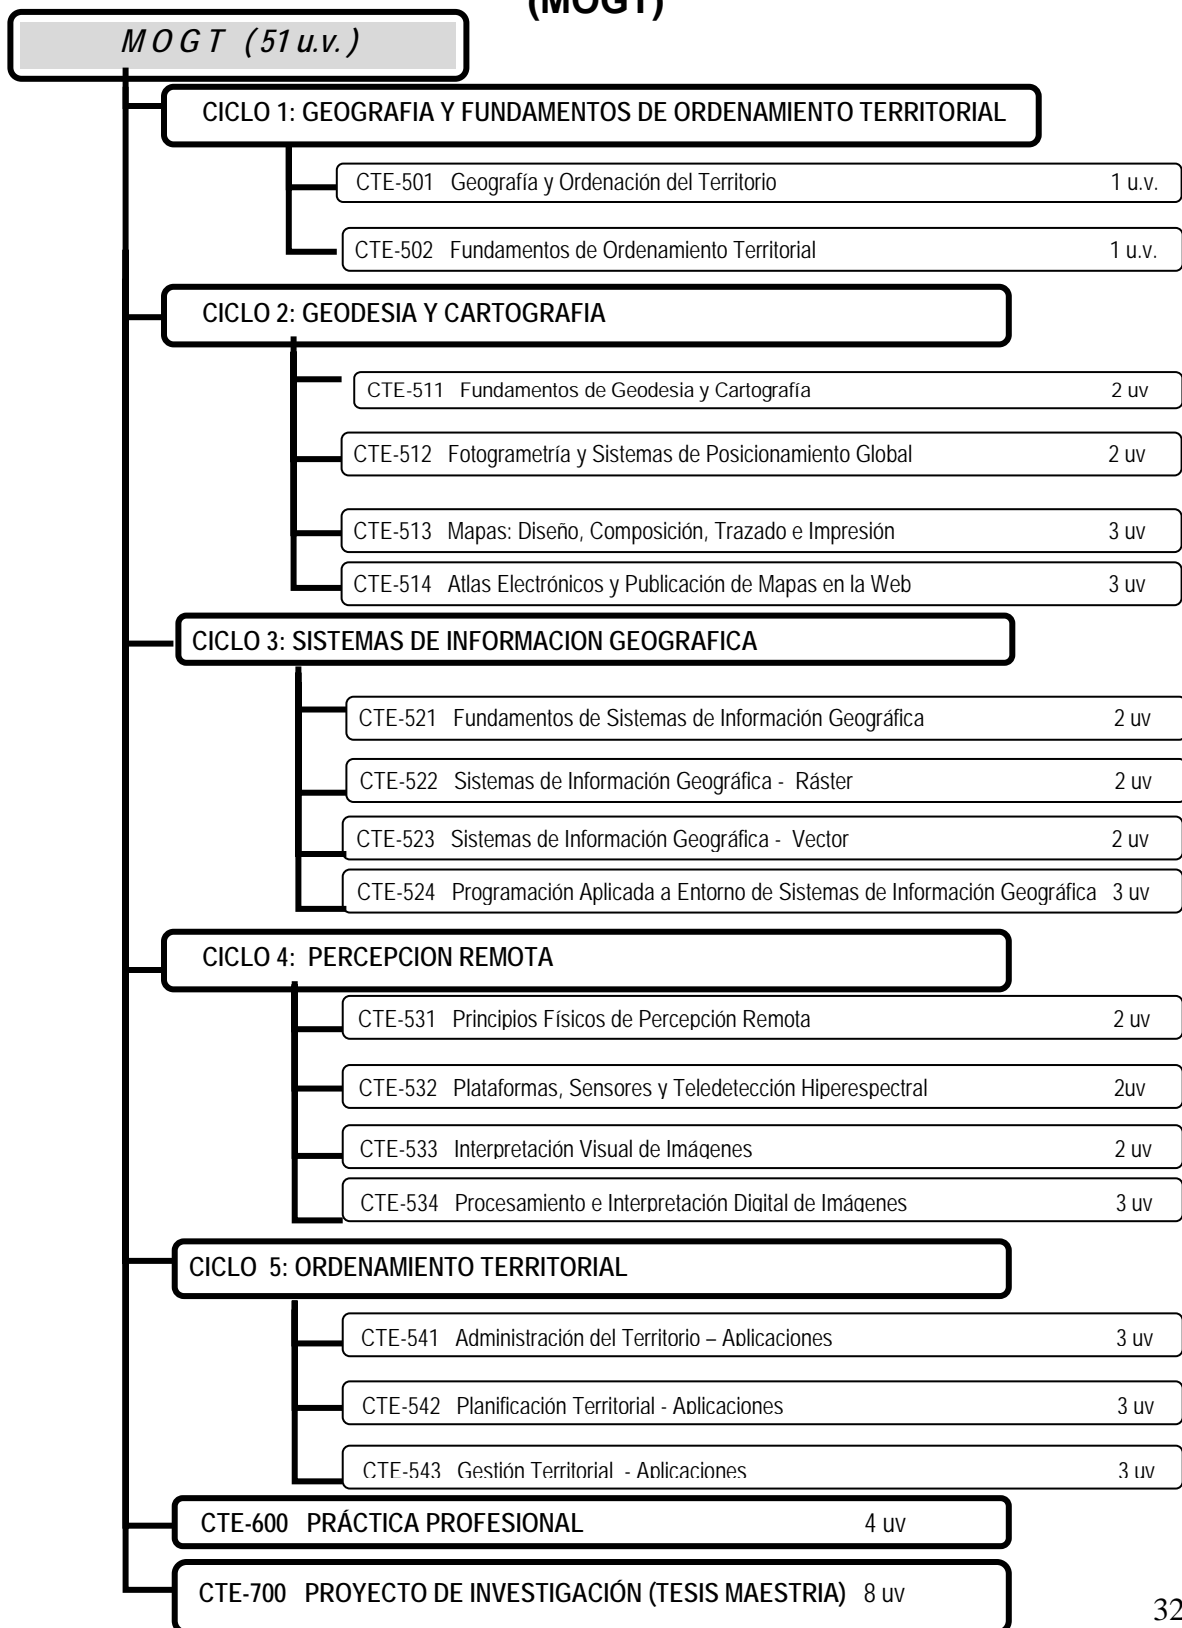 (MOGT)
MOGT (51 u.v.)
CICLO 1: GEOGRAFIA Y FUNDAMENTOS DE ORDENAMIENTO TERRITORIAL
CTE-501 Geografía y Ordenación del Territorio 1 u.v.
CTE-502 Fundamentos de Ordenamiento Territorial 1 u.v.
CICLO 2: GEODESIA Y CARTOGRAFIA
CTE-511 Fundamentos de Geodesia y Cartografía 2 uv
CTE-512 Fotogrametría y Sistemas de Posicionamiento Global 2 uv
CTE-513 Mapas: Diseño, Composición, Trazado e Impresión 3 uv
CTE-514 Atlas Electrónicos y Publicación de Mapas en la Web 3 uv
CICLO 3: SISTEMAS DE INFORMACION GEOGRAFICA
CTE-521 Fundamentos de Sistemas de Información Geográfica 2 uv
CTE-522 Sistemas de Información Geográfica - Ráster 2 uv
CTE-523 Sistemas de Información Geográfica - Vector 2 uv
CTE-524 Programación Aplicada a Entorno de Sistemas de Información Geográfica 3 uv
CICLO 4: PERCEPCION REMOTA
CTE-531 Principios Físicos de Percepción Remota 2 uv
CTE-532 Plataformas, Sensores y Teledetección Hiperespectral 2uv
CTE-533 Interpretación Visual de Imágenes 2 uv
CTE-534 Procesamiento e Interpretación Digital de Imágenes 3 uv
CICLO 5: ORDENAMIENTO TERRITORIAL
CTE-541 Administración del Territorio – Aplicaciones 3 uv
CTE-542 Planificación Territorial - Aplicaciones 3 uv
CTE-543 Gestión Territorial - Aplicaciones 3 uv
CTE-600 PRÁCTICA PROFESIONAL 4 uv
CTE-700 PROYECTO DE INVESTIGACIÓN (TESIS MAESTRIA) 8 uv
32